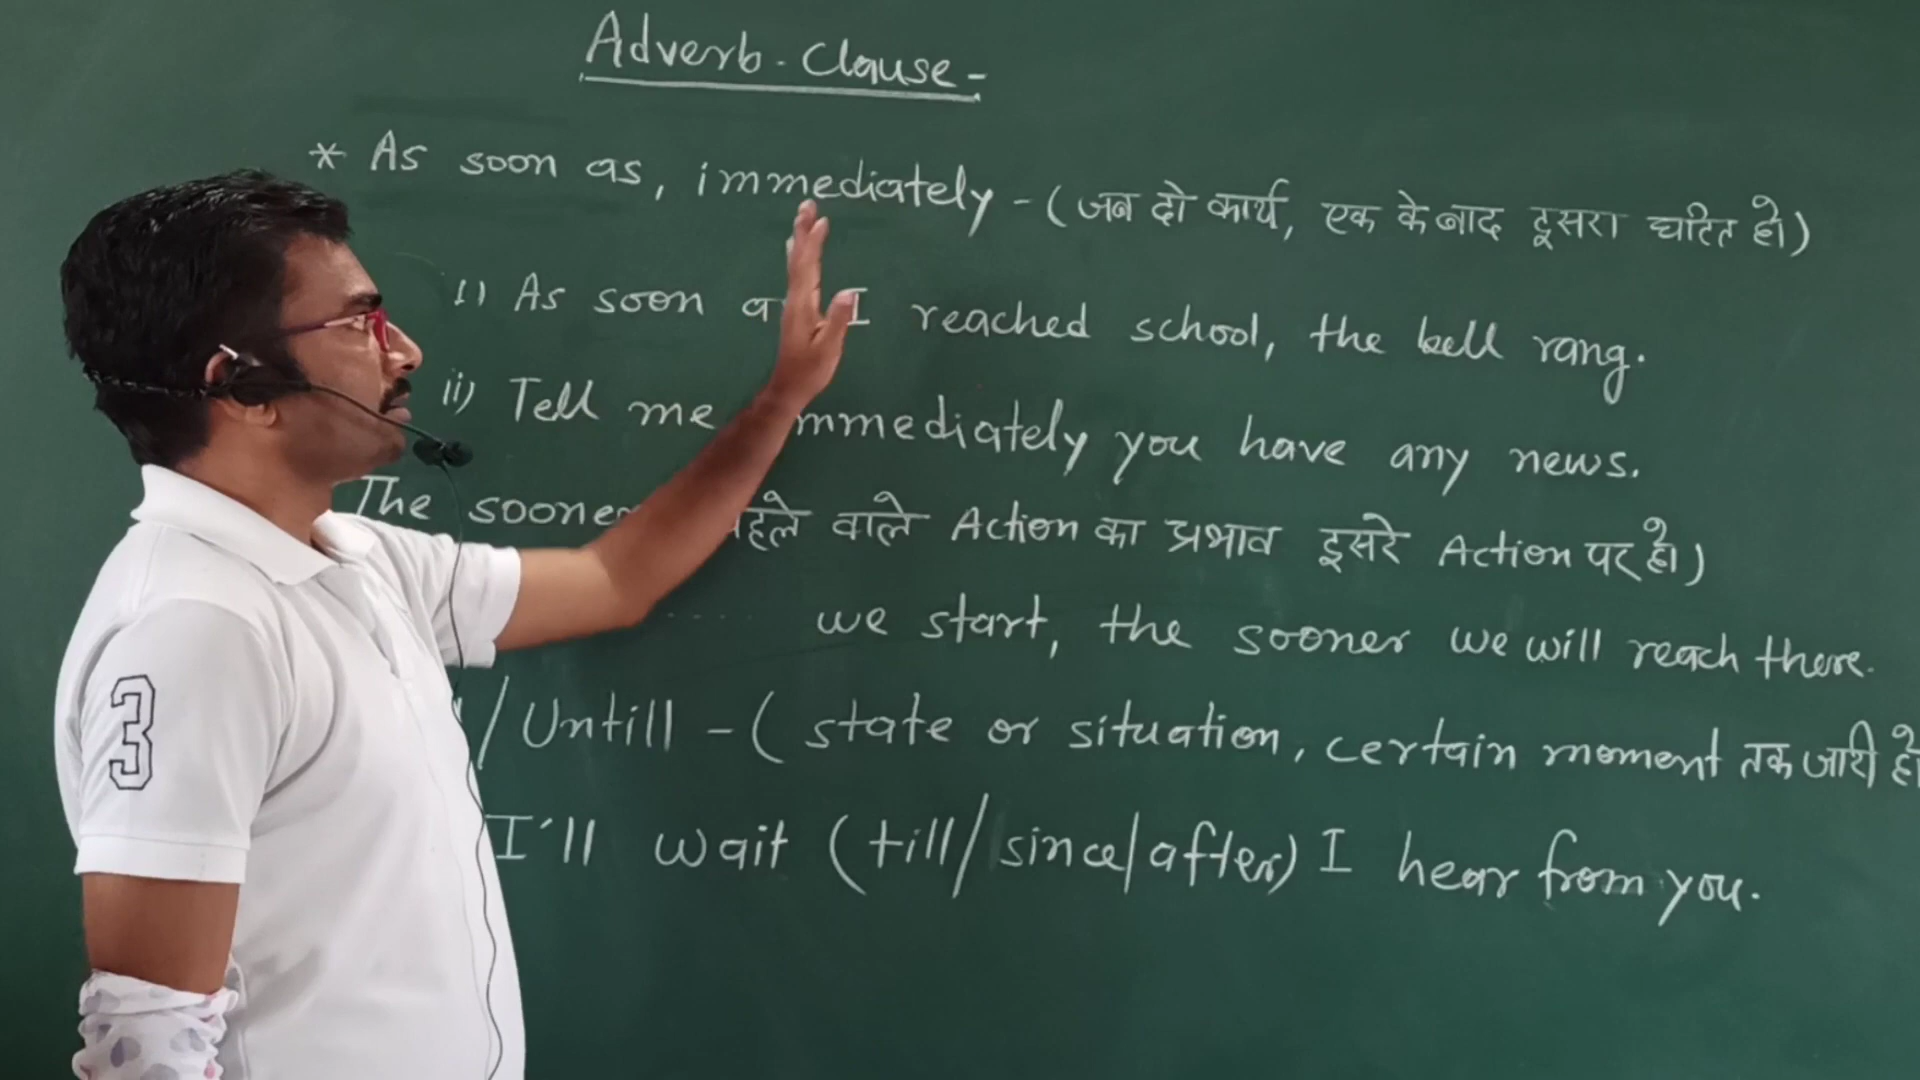 Adverb - Clause -
* As soon as, immediately - (जब दो कार्य, एक के बाद दूसरा घटित हो)
i) As soon as I reached school, the bell rang.
ii) Tell me immediately you have any news.
The sooner पहले वाले Action का प्रभाव दूसरे Action पर हो)
we start, the sooner we will reach there.
/ Untill - ( state or situation, certain moment तक जारी हो
I'll wait (till/since/after) I hear from you.
3